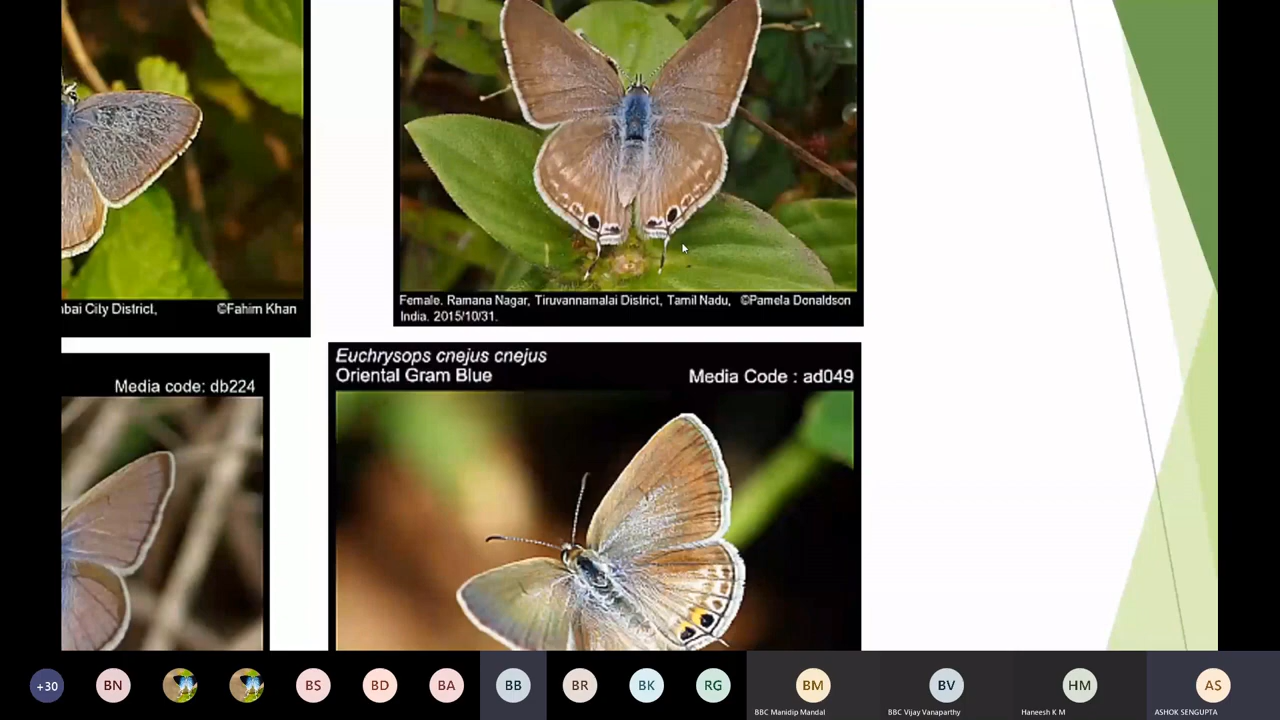 bai City District, ©Fahim Khan
Female. Ramana Nagar, Tiruvannamalai District, Tamil Nadu, ©Pamela Donaldson
India. 2015/10/31.
Media code: db224
Euchrysops cnejus cnejus
Oriental Gram Blue
Media Code : ad049
+30
BN
BS
BD
BA
BB
BR
BK
RG
BM
BBC Manidip Mandal
BV
BBC Vijay Vanaparthy
HM
Haneesh K M
AS
ASHOK SENGUPTA